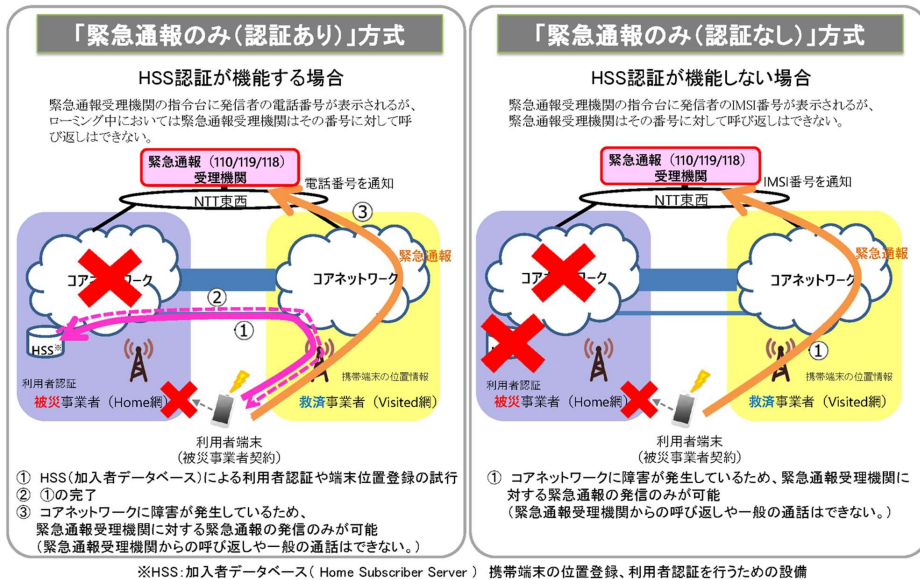 「緊急通報のみ(認証あり)」方式
HSS認証が機能する場合
緊急通報受理機関の指令台に発信者の電話番号が表示されるが、
ローミング中においては緊急通報受理機関はその番号に対して呼
び返しはできない。
緊急通報(110/119/118)
受理機関
電話番号を通知
NTT東西
③
緊急通報
コアネットワーク
コアネットワーク
②
①
HSS※
利用者認証
携帯端末の位置情報
被災事業者(Home網)
救済事業者(Visited網)
利用者端末
(被災事業者契約)
① HSS(加入者データベース)による利用者認証や端末位置登録の試行
② ①の完了
③ コアネットワークに障害が発生しているため、
緊急通報受理機関に対する緊急通報の発信のみが可能
(緊急通報受理機関からの呼び返しや一般の通話はできない。)
「緊急通報のみ(認証なし)」方式
HSS認証が機能しない場合
緊急通報受理機関の指令台に発信者のIMSI番号が表示されるが、
緊急通報受理機関はその番号に対して呼び返しはできない。
緊急通報(110/119/118)
受理機関
IMSI番号を通知
NTT東西
緊急通報
コアネットワーク
コアネットワーク
①
利用者認証
携帯端末の位置情報
被災事業者(Home網)
救済事業者(Visited網)
利用者端末
(被災事業者契約)
① コアネットワークに障害が発生しているため、緊急通報受理機関に
対する緊急通報の発信のみが可能
(緊急通報受理機関からの呼び返しや一般の通話はできない。)
※HSS:加入者データベース( Home Subscriber Server ) 携帯端末の位置登録、利用者認証を行うための設備